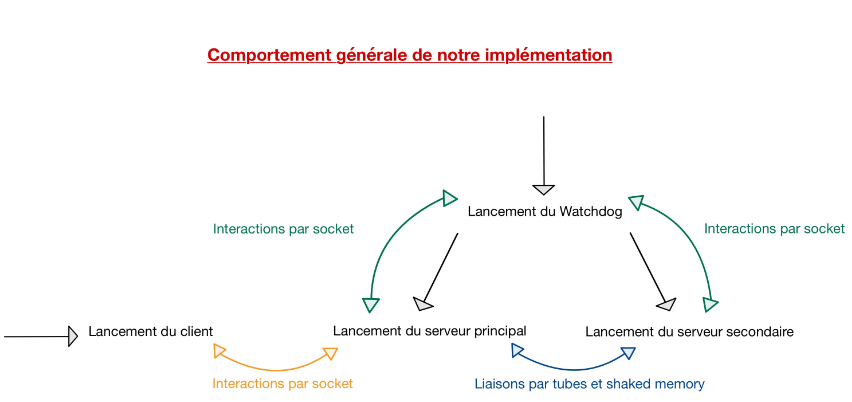 Comportement générale de notre implémentation
Lancement du Watchdog
Interactions par socket
Interactions par socket
Lancement du client
Lancement du serveur principal
Lancement du serveur secondaire
Interactions par socket
Liaisons par tubes et shaked memory